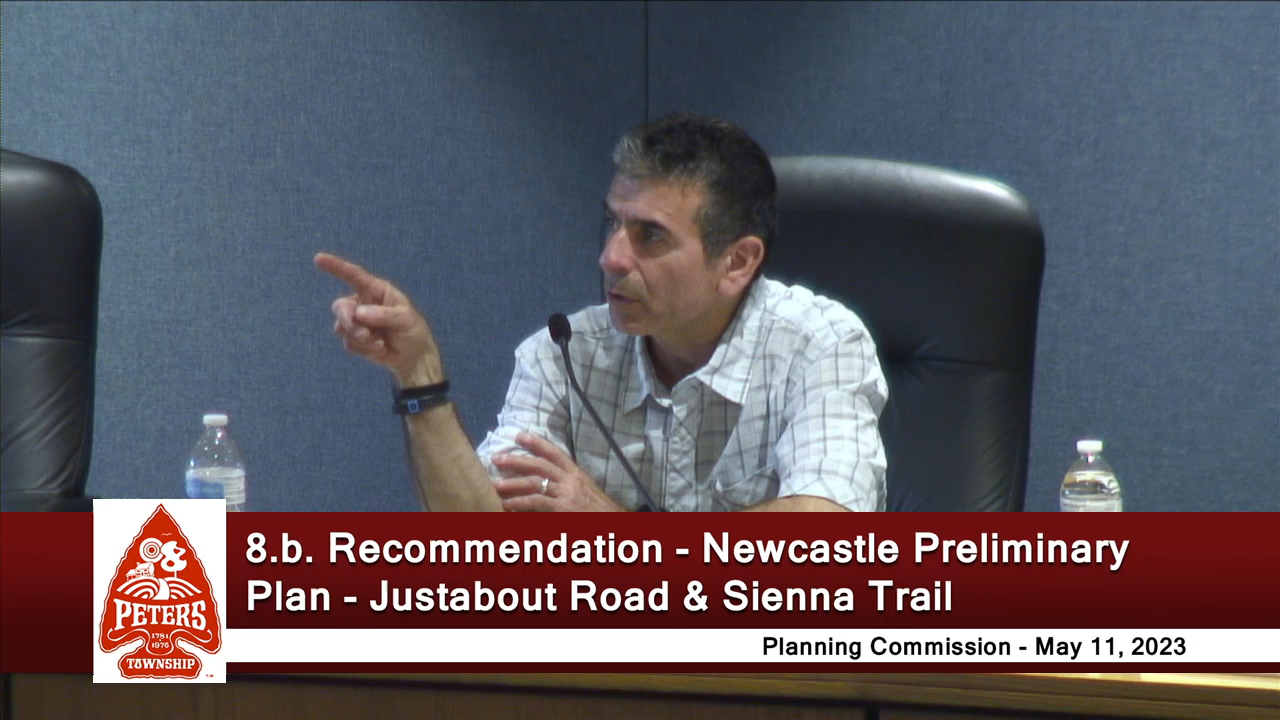 8.b. Recommendation - Newcastle Preliminary
Plan - Justabout Road & Sienna Trail
Planning Commission - May 11, 2023
PETERS
1781
1976
TOWNSHIP